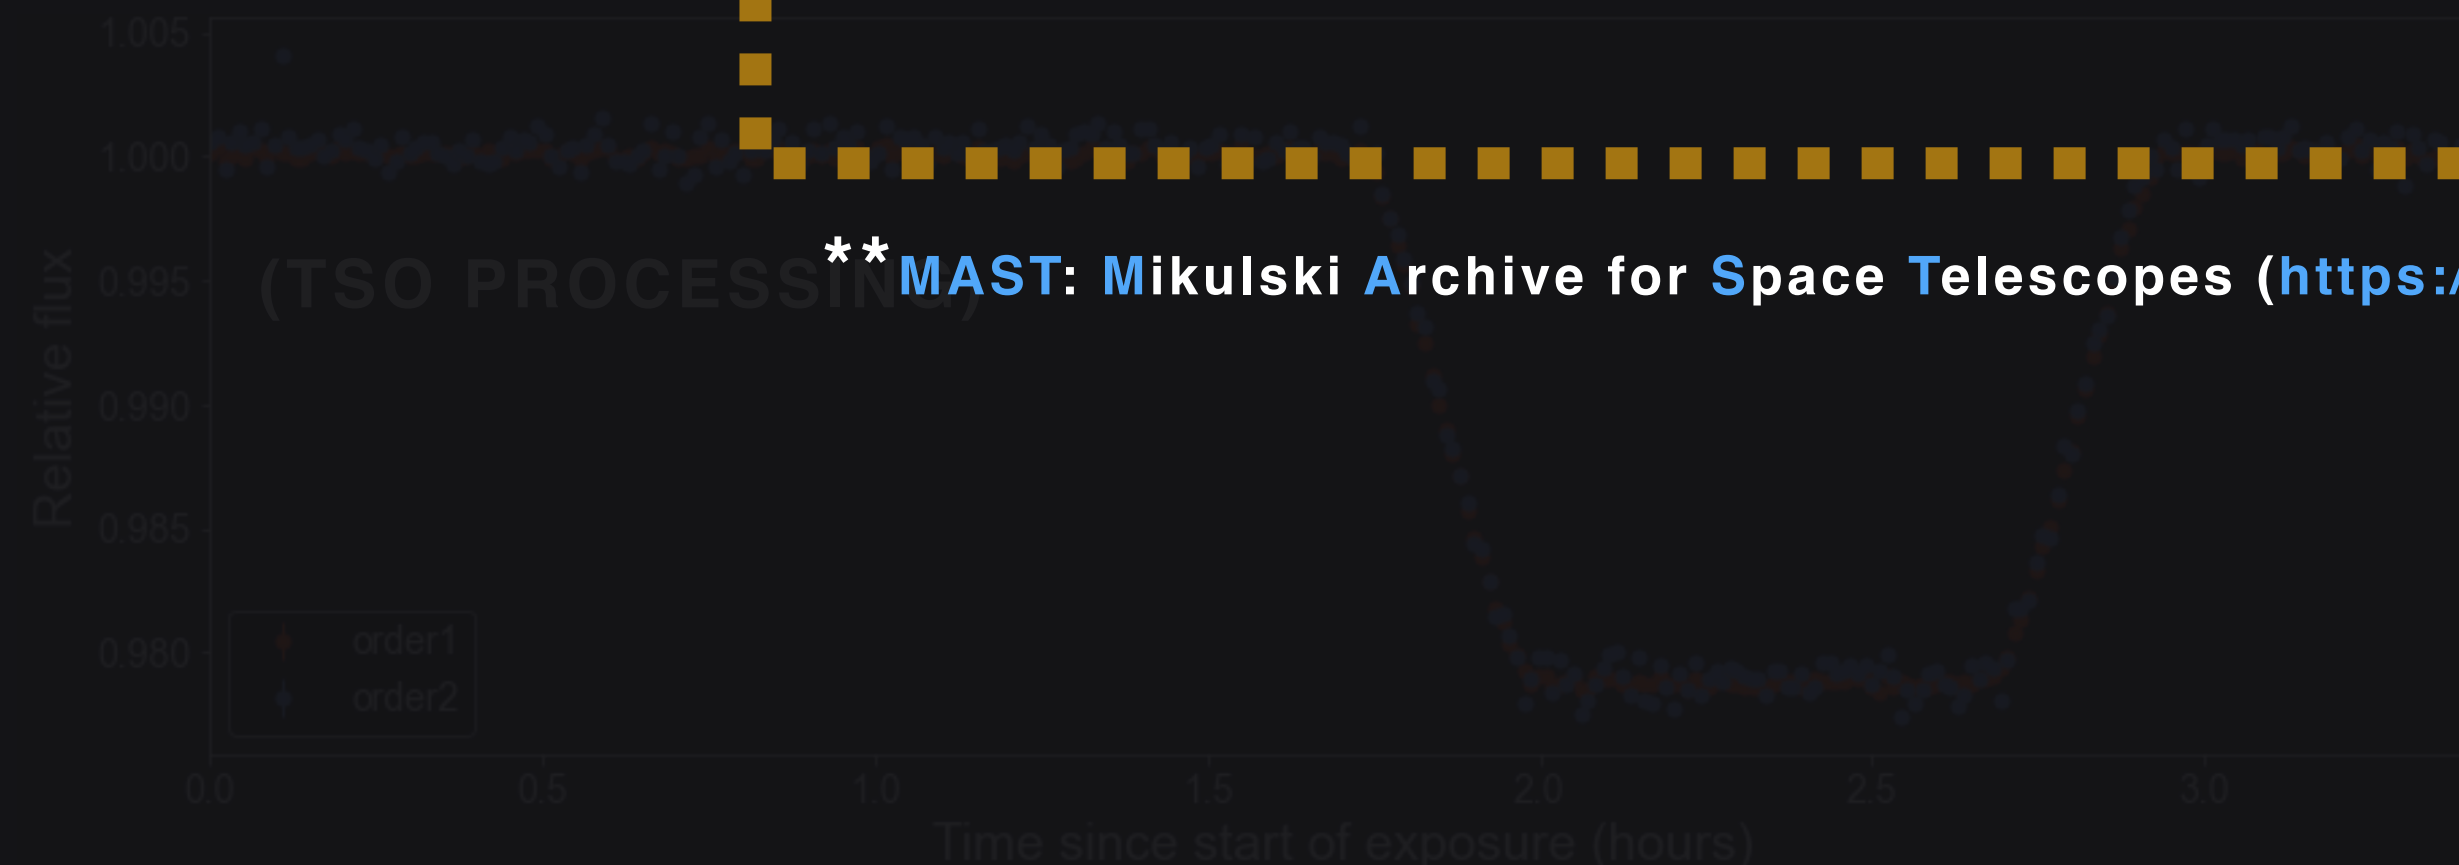 1.005
1.000
0.995
0.990
0.985
0.980
Relative flux
(TSO PROCESSING)
**MAST: Mikulski Archive for Space Telescopes (https:/
order1
order2
0.0 0.5 1.0 1.5 2.0 2.5 3.0
Time since start of exposure (hours)